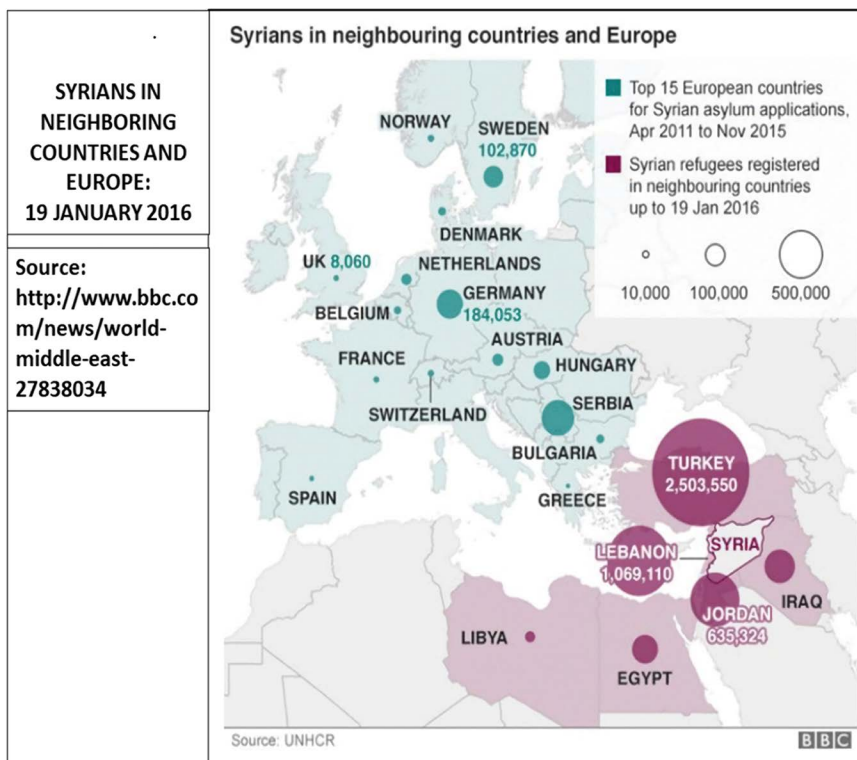 .
SYRIANS IN
NEIGHBORING
COUNTRIES AND
EUROPE:
19 JANUARY 2016
Source:
http://www.bbc.co
m/news/world-
middle-east-
27838034
Syrians in neighbouring countries and Europe
Top 15 European countries
for Syrian asylum applications,
Apr 2011 to Nov 2015
Syrian refugees registered
in neighbouring countries
up to 19 Jan 2016
10,000 100,000 500,000
NORWAY
SWEDEN
102,870
DENMARK
UK 8,060
NETHERLANDS
GERMANY
184,053
BELGIUM
AUSTRIA
FRANCE
HUNGARY
SWITZERLAND
SERBIA
BULGARIA
SPAIN
GREECE
TURKEY
2,503,550
SYRIA
LEBANON
1,069,110
IRAQ
JORDAN
635,324
LIBYA
EGYPT
Source: UNHCR
BBC